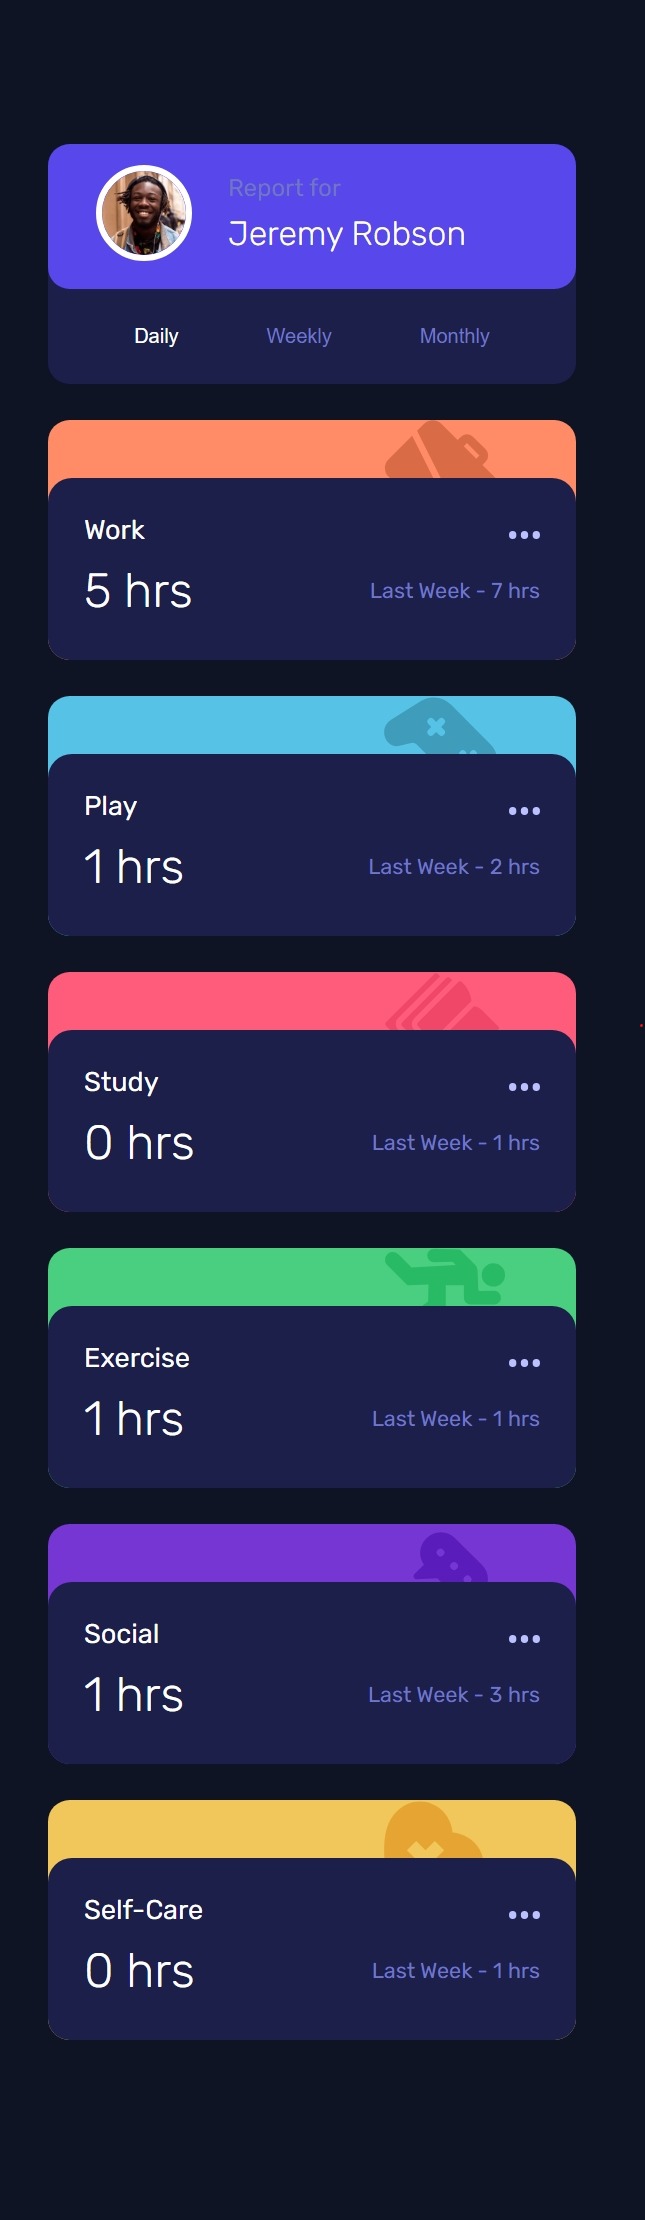 Report for
Jeremy Robson
Daily Weekly Monthly
Work
5 hrs Last Week - 7 hrs
Play
1 hrs Last Week - 2 hrs
Study
0 hrs Last Week - 1 hrs
Exercise
1 hrs Last Week - 1 hrs
Social
1 hrs Last Week - 3 hrs
Self-Care
0 hrs Last Week - 1 hrs